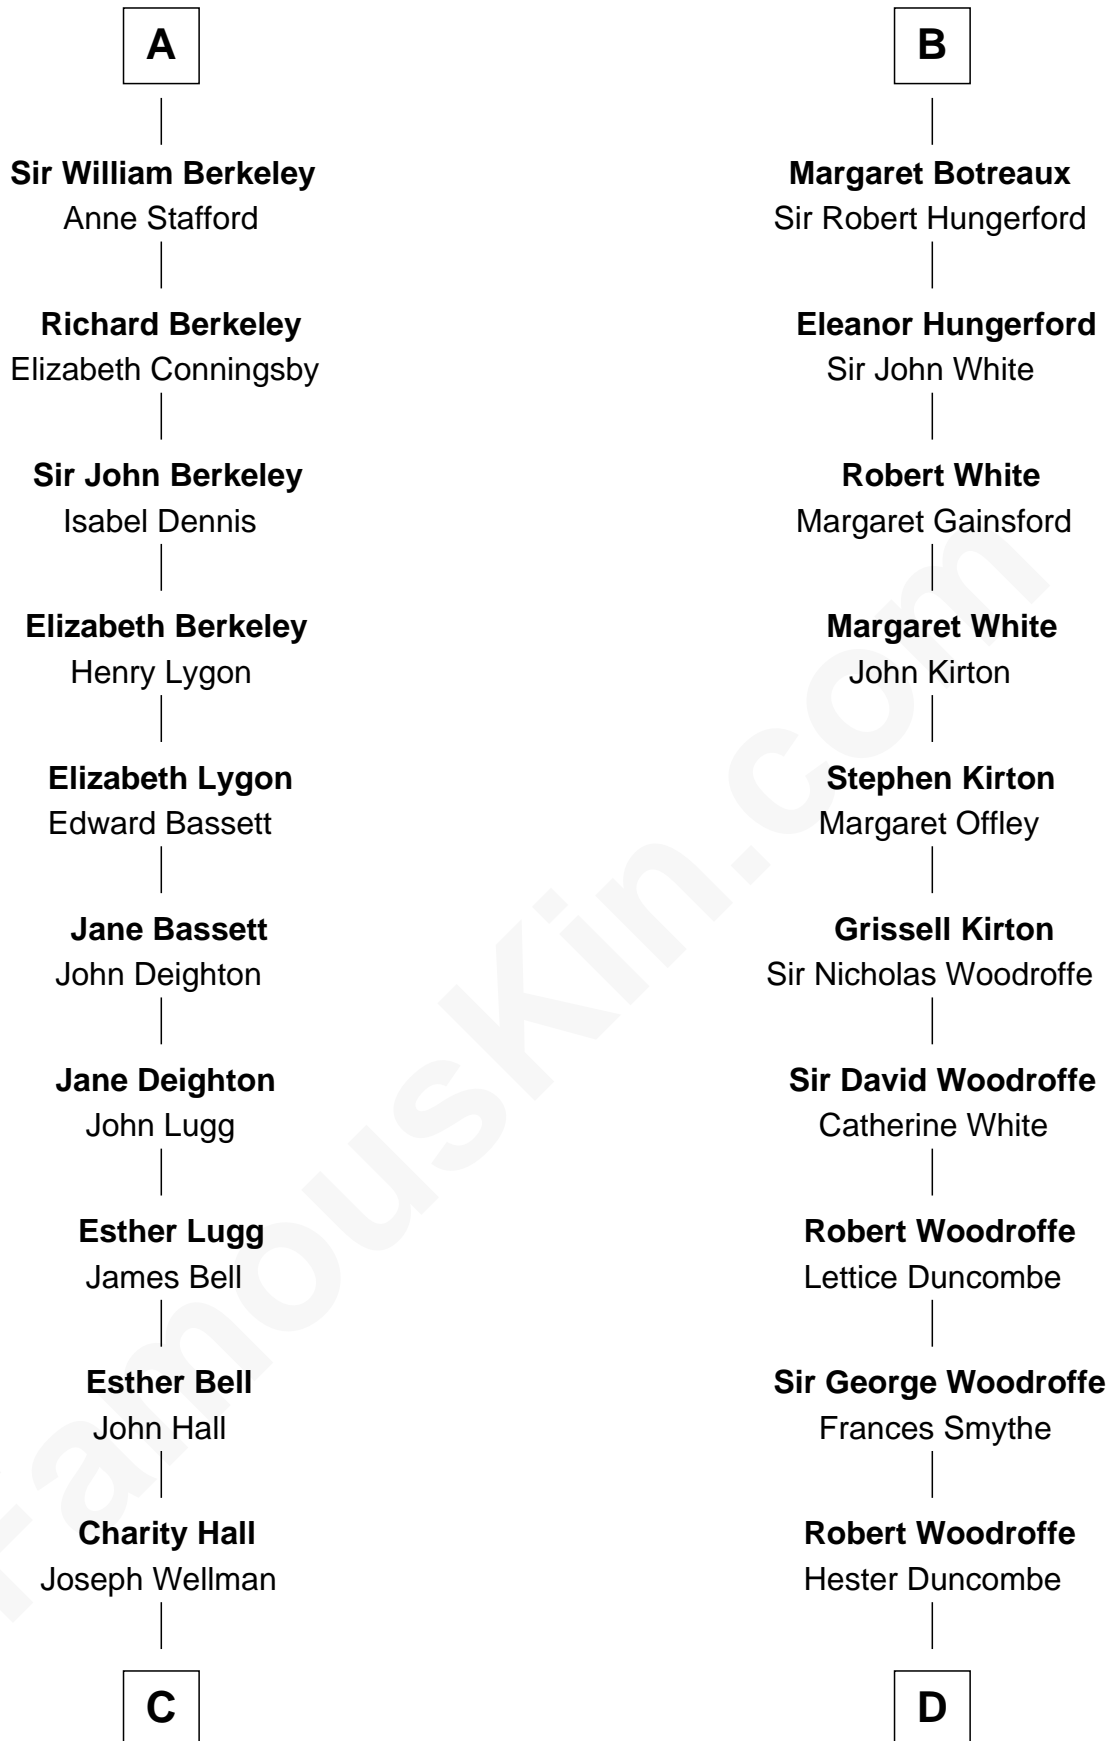 A
Sir William Berkeley
Anne Stafford
Richard Berkeley
Elizabeth Conningsby
Sir John Berkeley
Isabel Dennis
Elizabeth Berkeley
Henry Lygon
Elizabeth Lygon
Edward Bassett
Jane Bassett
John Deighton
Jane Deighton
John Lugg
Esther Lugg
James Bell
Esther Bell
John Hall
Charity Hall
Joseph Wellman
C
B
Margaret Botreaux
Sir Robert Hungerford
Eleanor Hungerford
Sir John White
Robert White
Margaret Gainsford
Margaret White
John Kirton
Stephen Kirton
Margaret Offley
Grissell Kirton
Sir Nicholas Woodroffe
Sir David Woodroffe
Catherine White
Robert Woodroffe
Lettice Duncombe
Sir George Woodroffe
Frances Smythe
Robert Woodroffe
Hester Duncombe
D
FamousKin.com